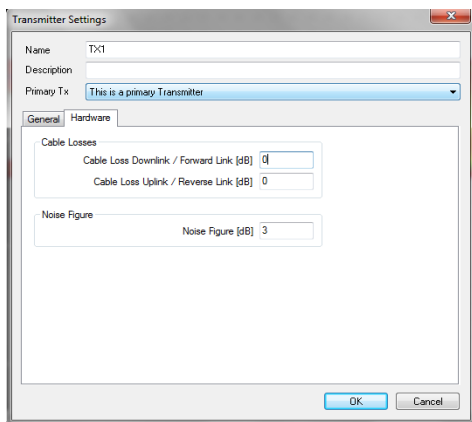 Transmitter Settings
Name TX1
Description
Primary Tx This is a primary Transmitter
General Hardware
Cable Losses
Cable Loss Downlink / Forward Link [dB] 0
Cable Loss Uplink / Reverse Link [dB] 0
Noise Figure
Noise Figure [dB] 3
OK Cancel